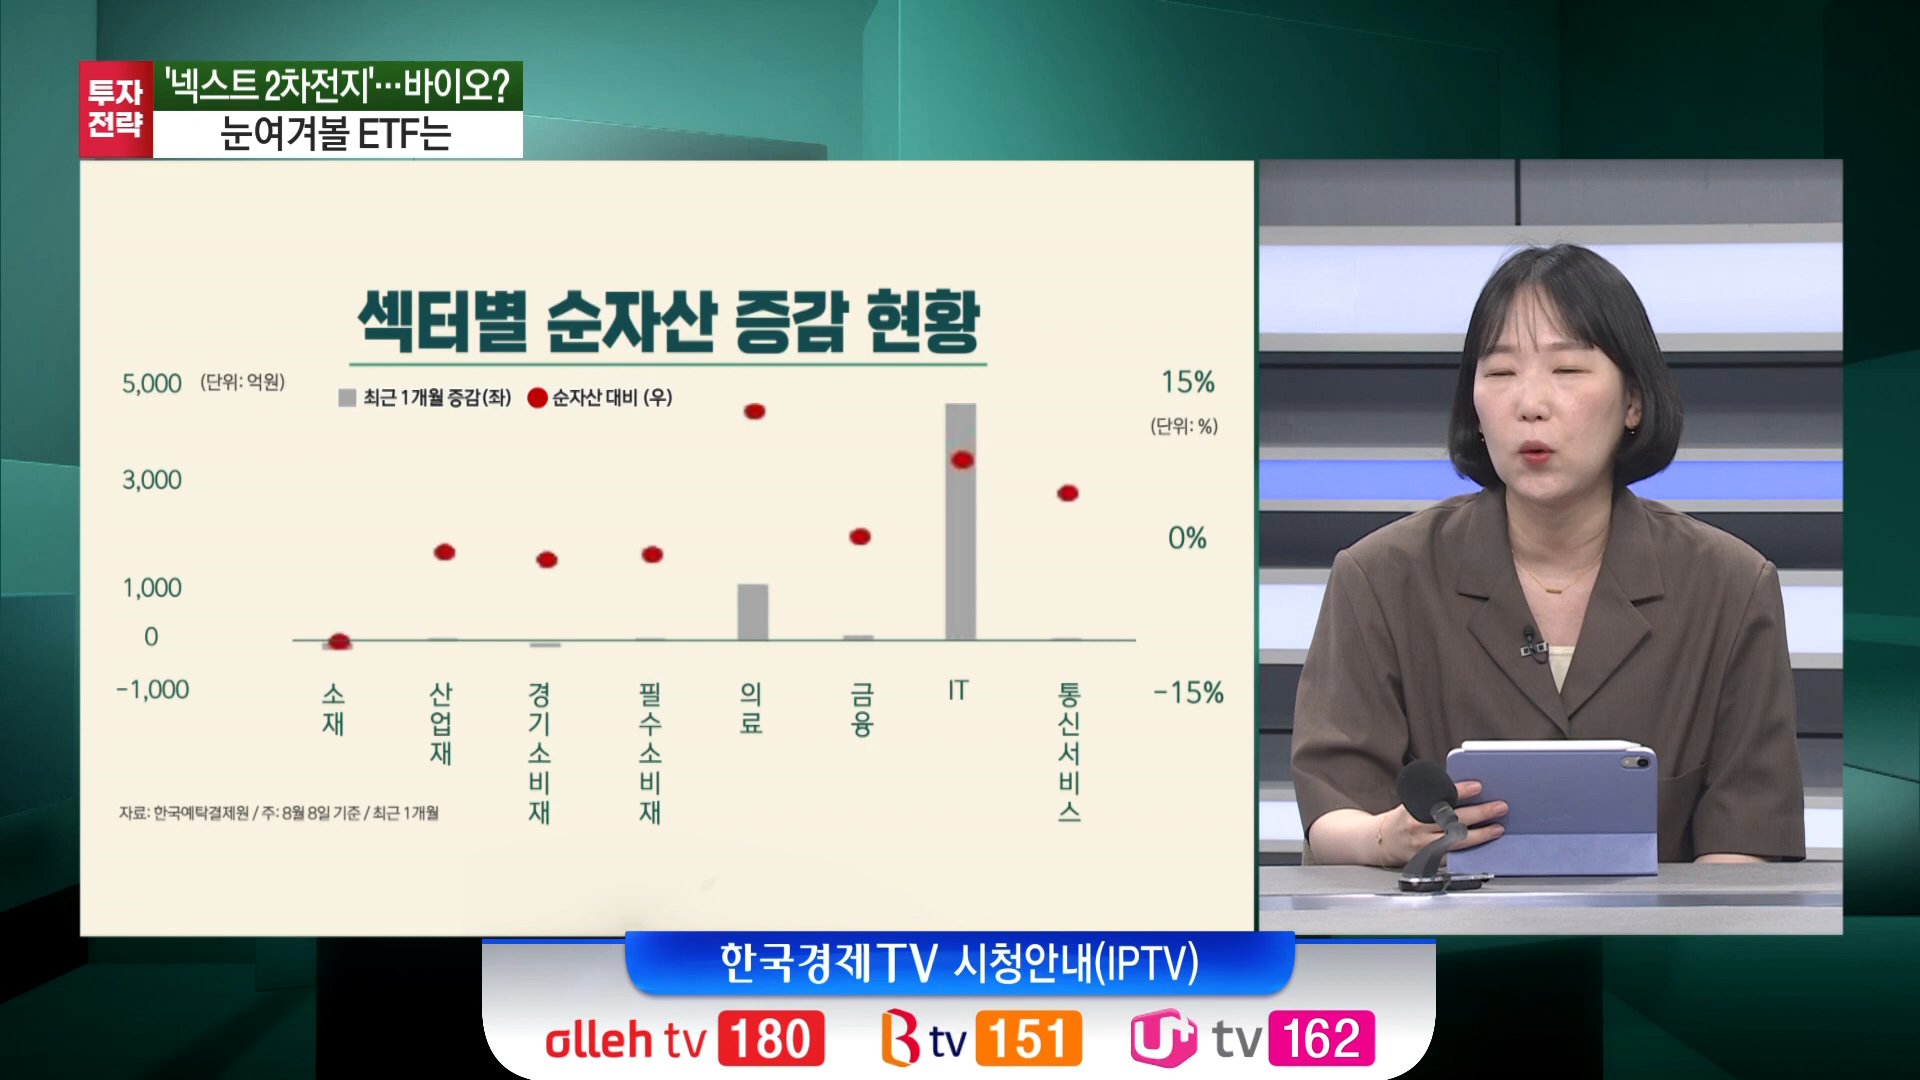 투자
전략
'넥스트 2차전지'…바이오?
눈여겨볼 ETF는
섹터별 순자산 증감 현황
5,000 (단위: 억원)
최근 1개월 증감(좌) 순자산 대비 (우)
15%
(단위: %)
3,000
1,000
0
-1,000
0%
-15%
소재
산업재
경기소비재
필수소비재
의료
금융
IT
통신서비스
자료: 한국예탁결제원 / 주: 8월 8일 기준 / 최근 1개월
한국경제TV 시청안내(IPTV)
olleh tv 180 B tv 151 U+ tv 162